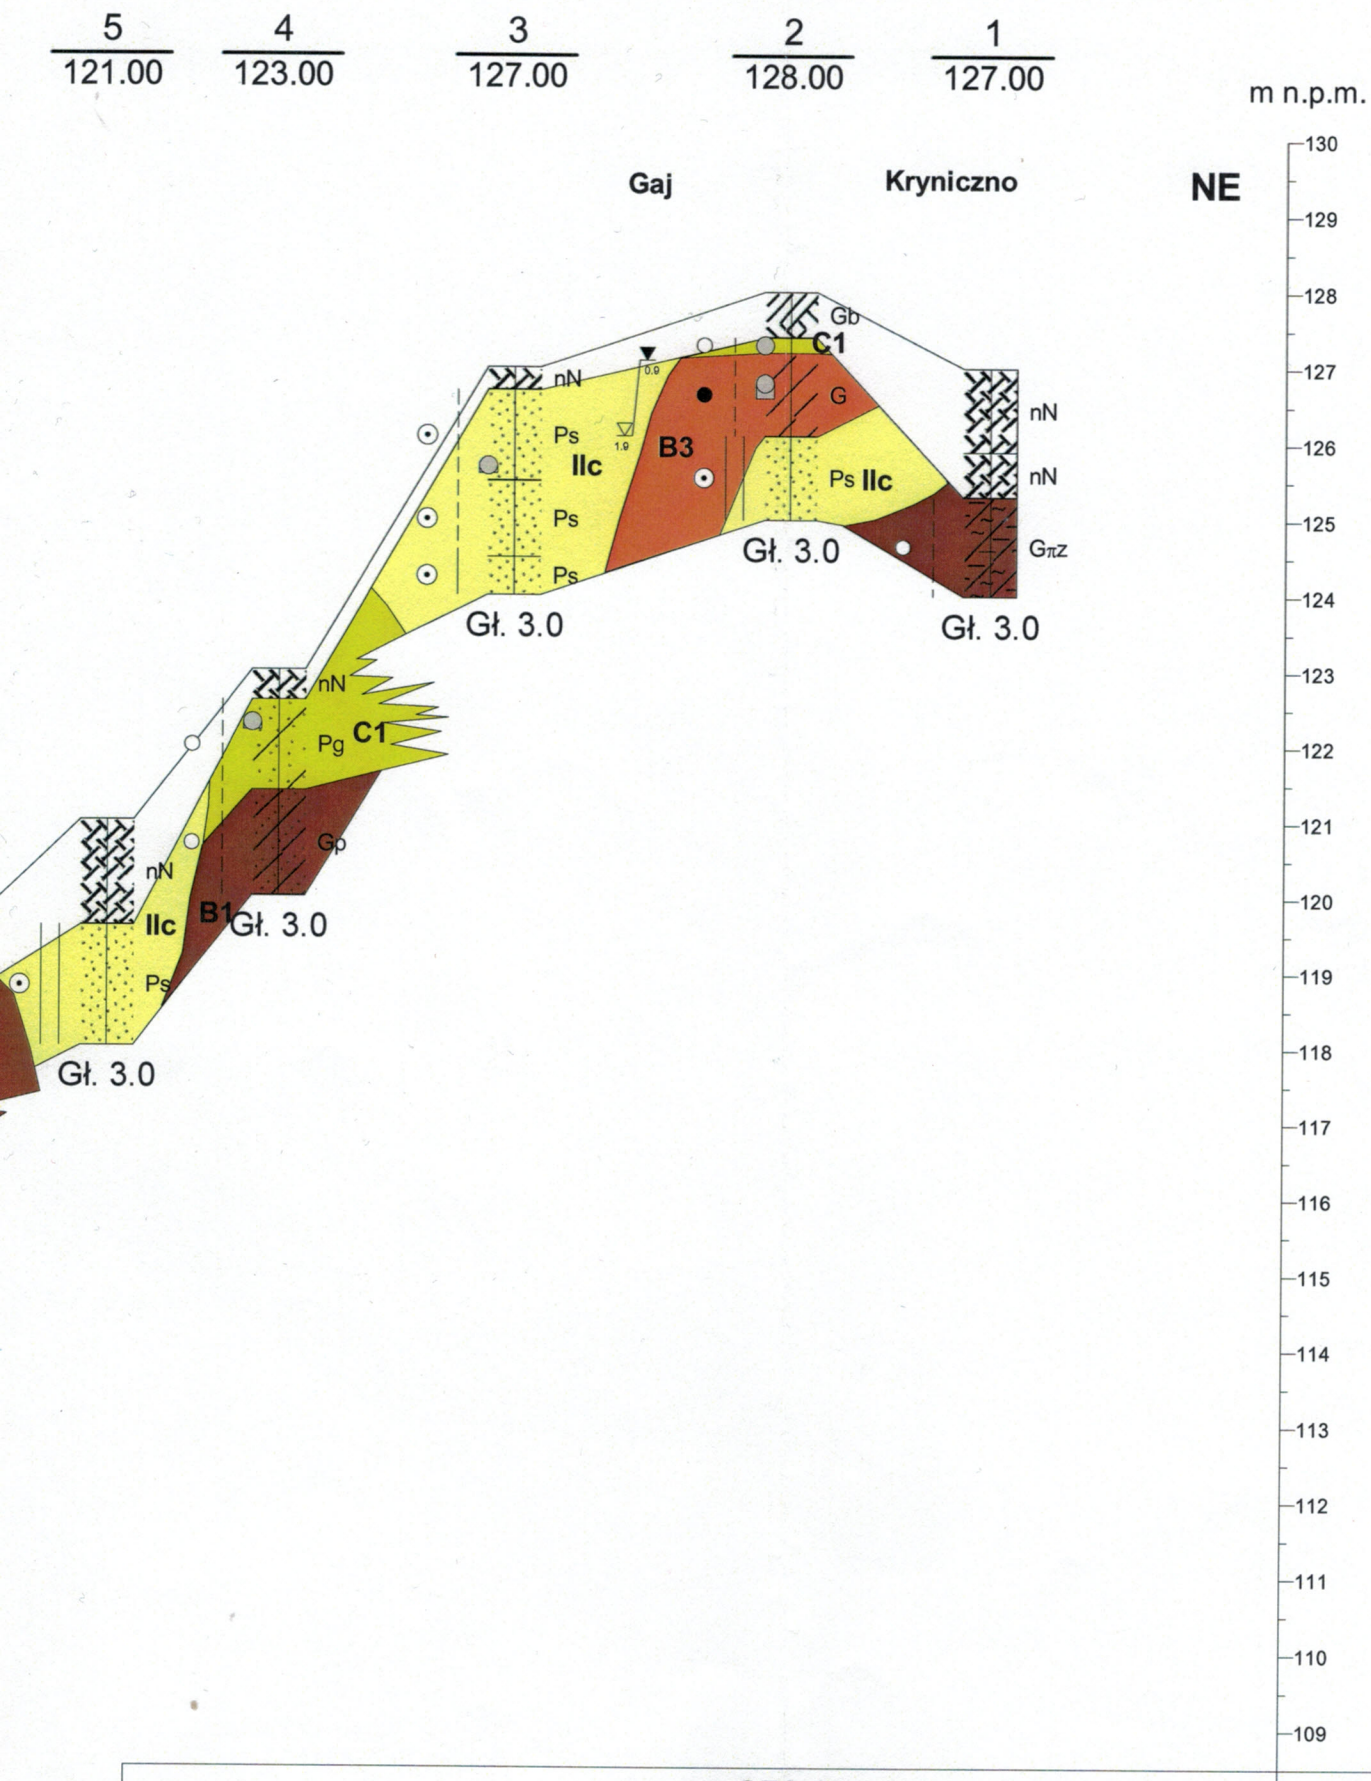 5 4 3 2 1
121.00 123.00 127.00 128.00 127.00
m n.p.m.
130
Gaj Kryniczno NE
129
128
Gb
C1
0.9
127
nN
G
nN
Ps
1.9
B3
126
IIc
Ps IIc
nN
Ps
125
Gł. 3.0
Gπz
Ps
124
Gł. 3.0
Gł. 3.0
123
nN
C1
Pg
122
121
Gp
nN
B1
120
IIc
Gł. 3.0
Ps
119
118
Gł. 3.0
117
116
115
114
113
112
111
110
109